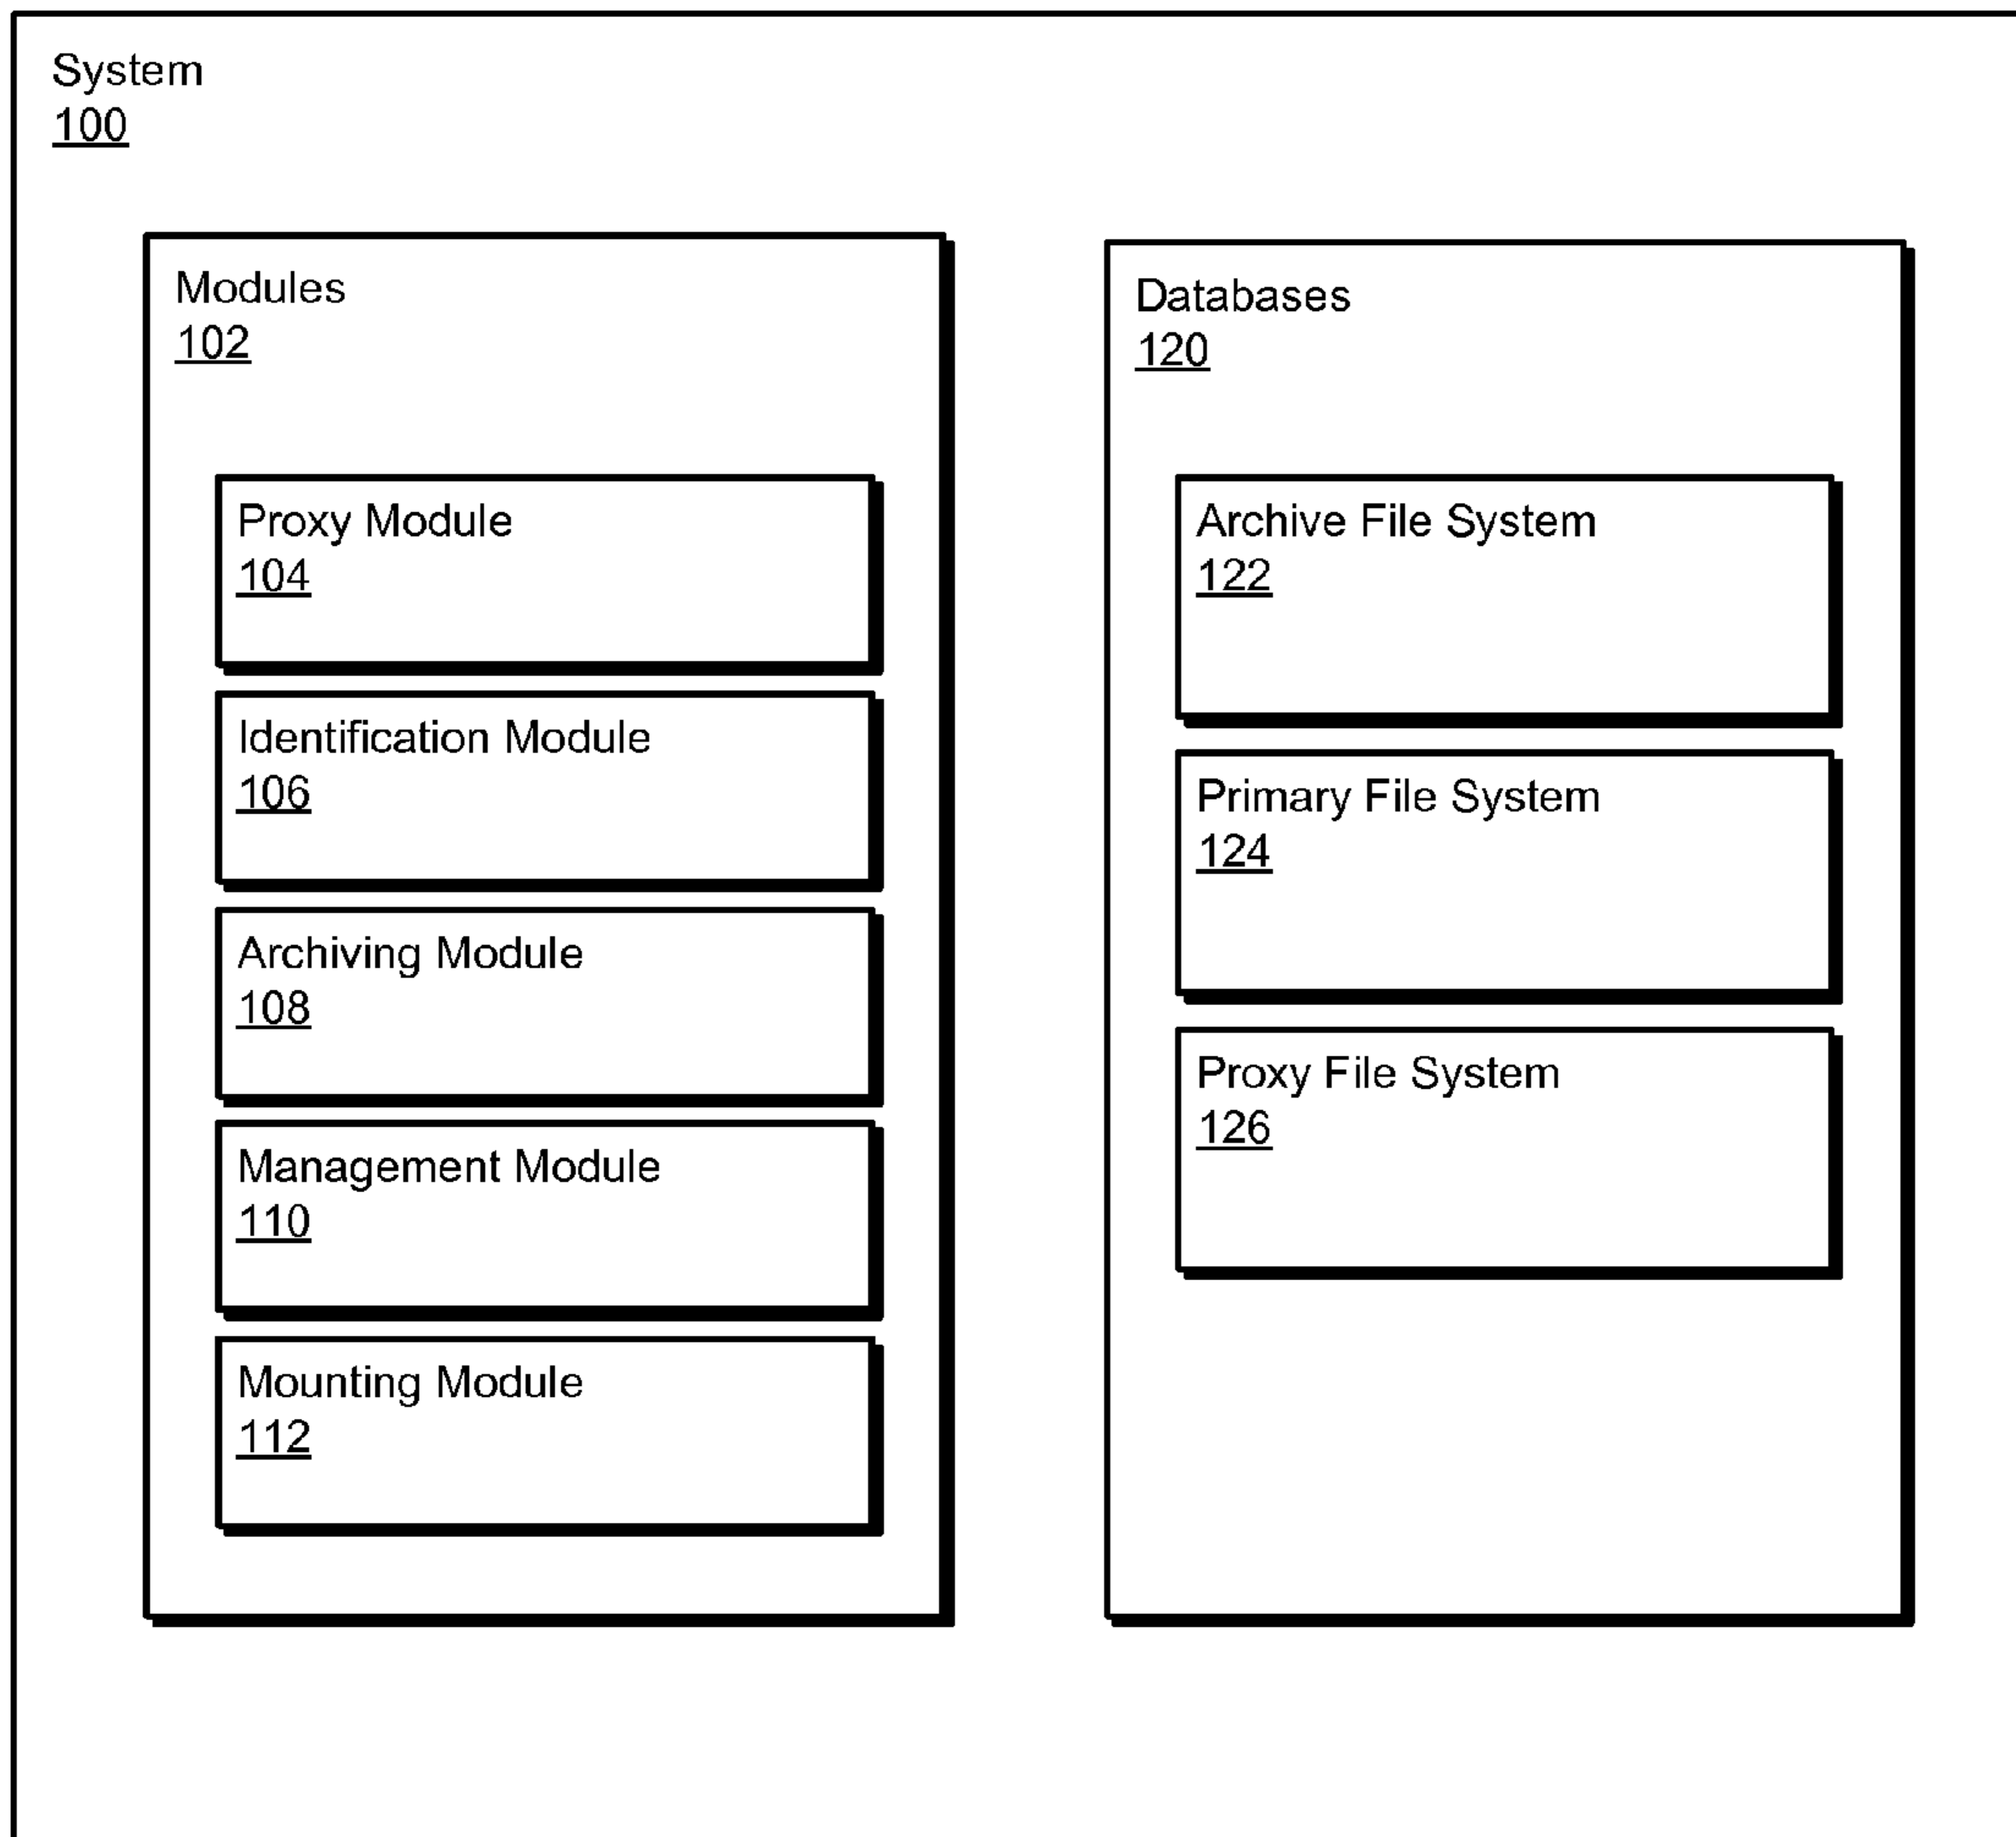 System
100
Modules
102
Proxy Module
104
Identification Module
106
Archiving Module
108
Management Module
110
Mounting Module
112
Databases
120
Archive File System
122
Primary File System
124
Proxy File System
126